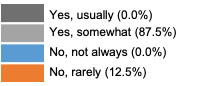 Yes, usually (0.0%)
Yes, somewhat (87.5%)
No, not always (0.0%)
No, rarely (12.5%)